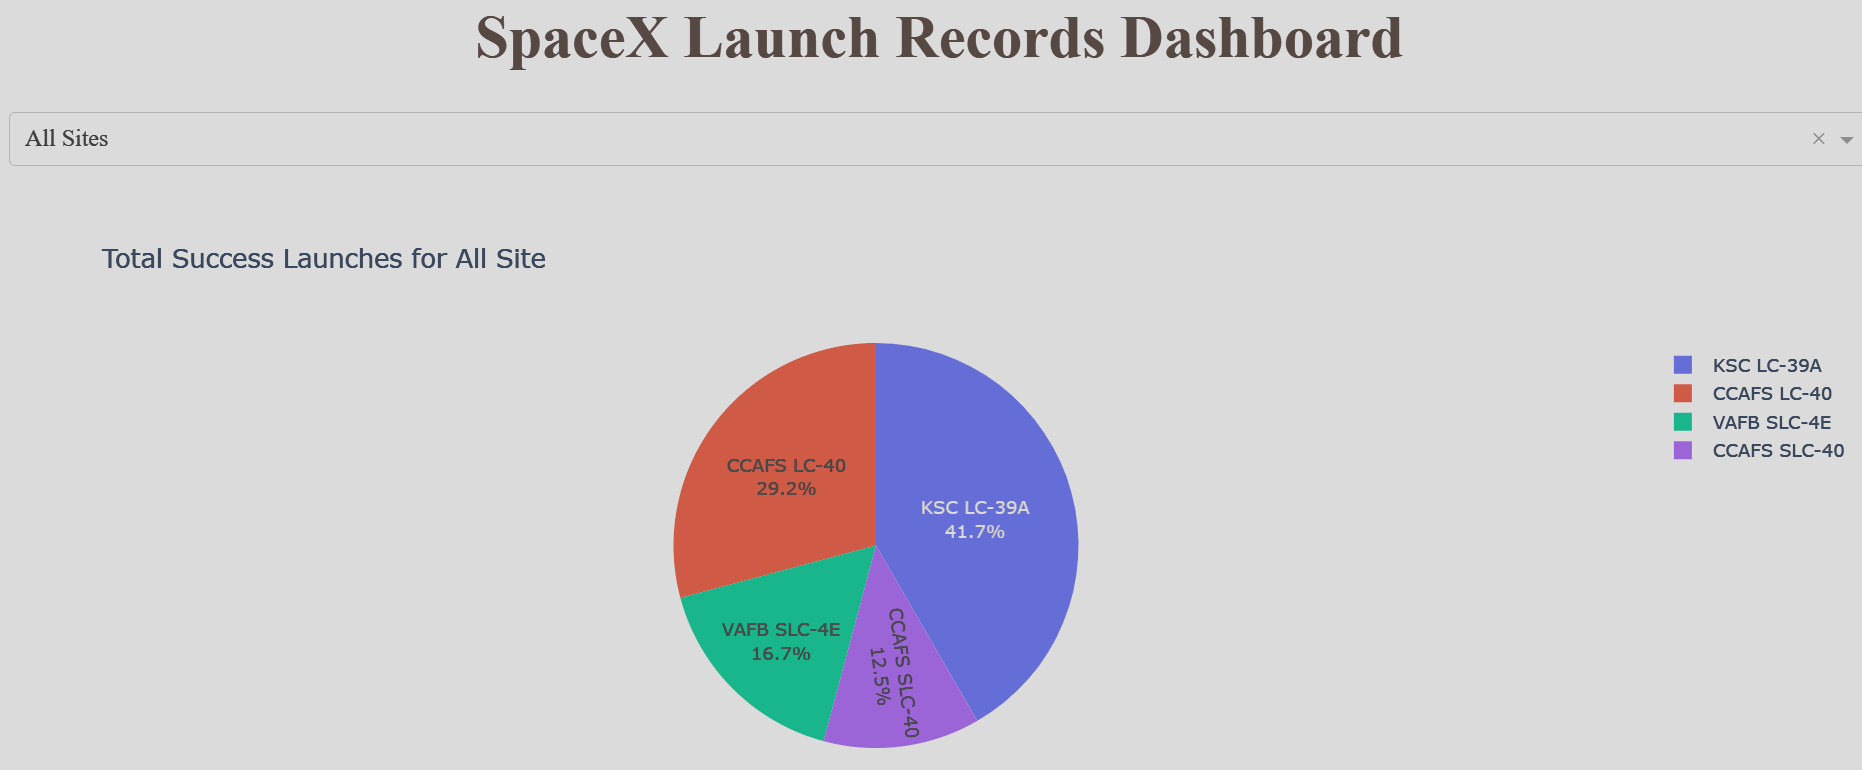 SpaceX Launch Records Dashboard
All Sites
Total Success Launches for All Site
KSC LC-39A
CCAFS LC-40
VAFB SLC-4E
CCAFS SLC-40
CCAFS LC-40
29.2%
KSC LC-39A
41.7%
VAFB SLC-4E
16.7%
CCAFS SLC-40
12.5%